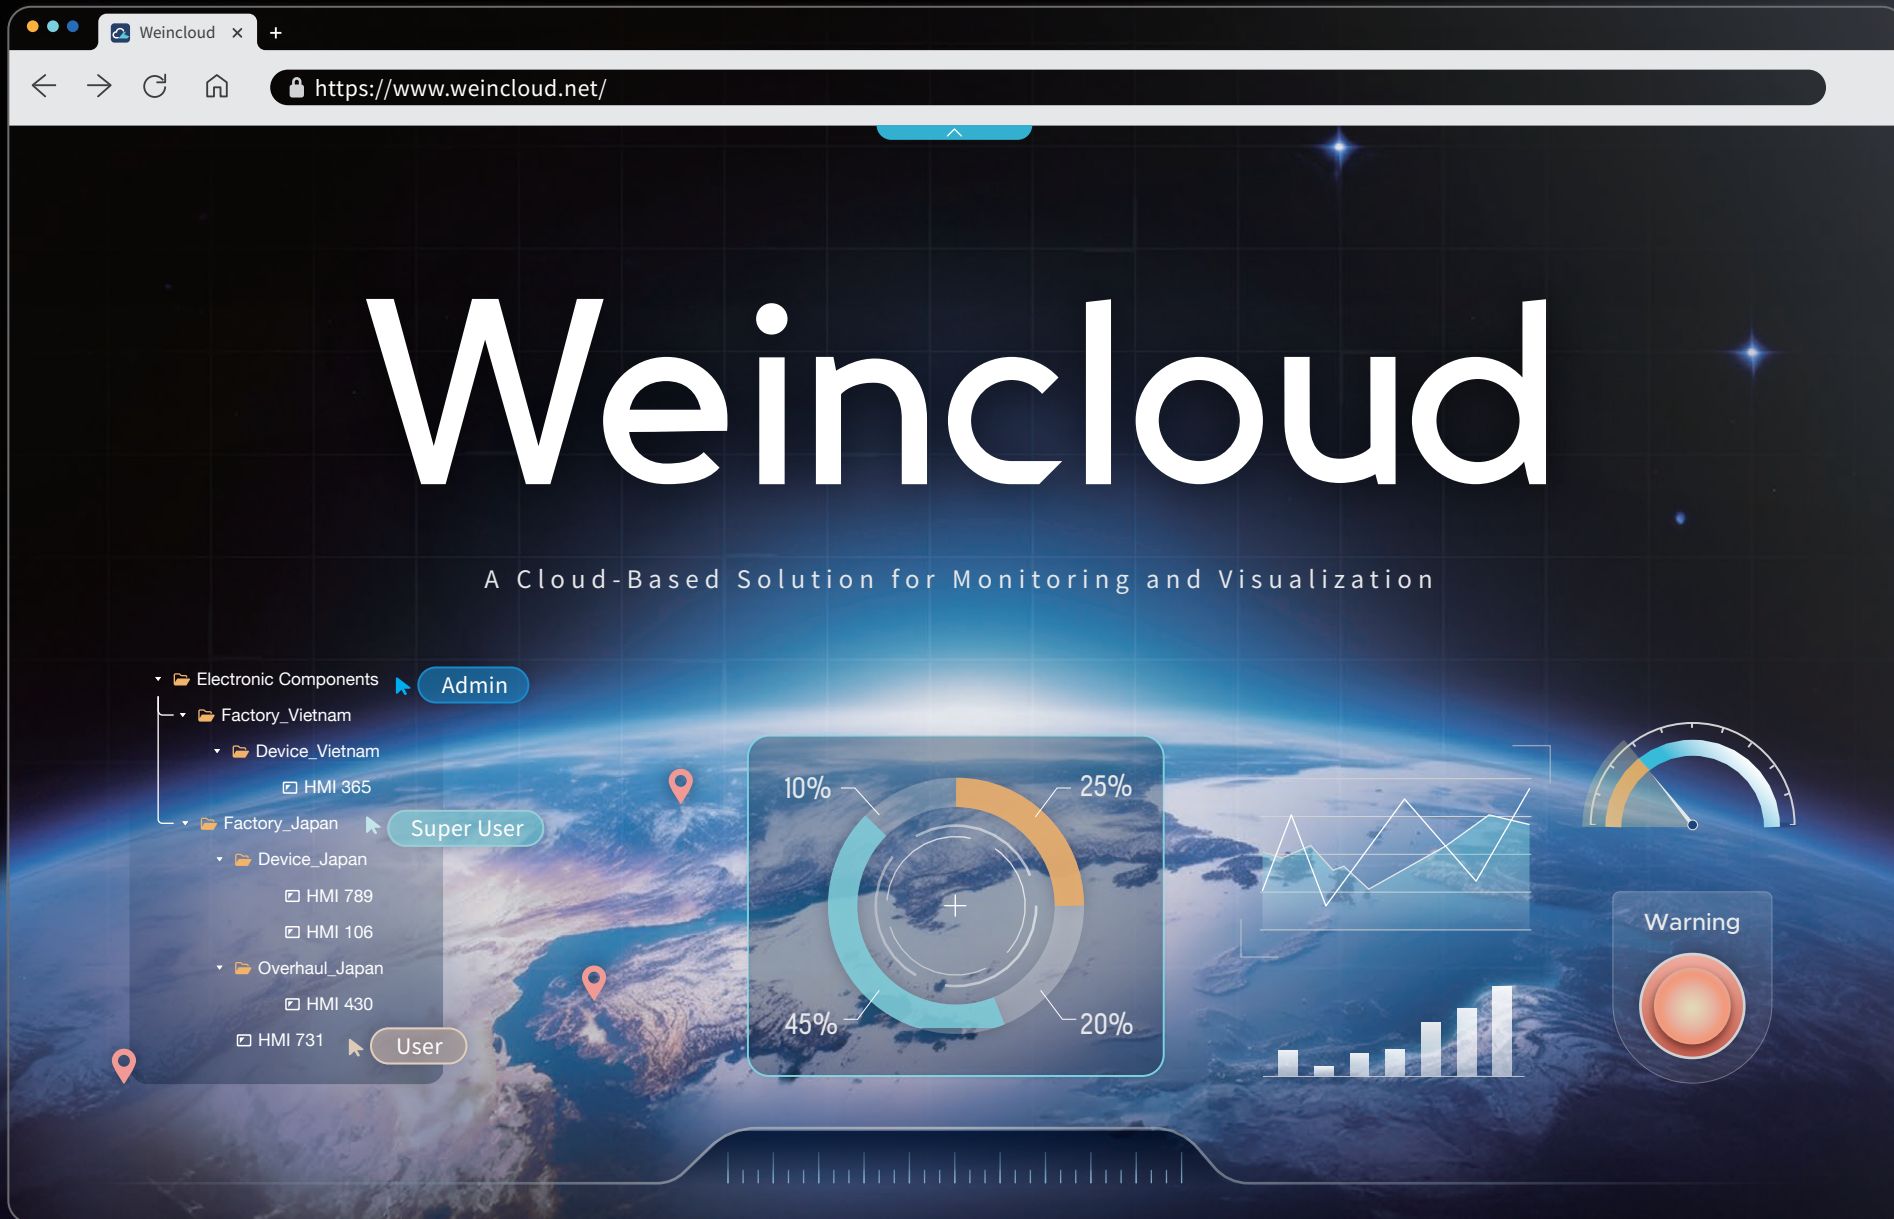 Weincloud
https://www.weincloud.net/
Weincloud
A Cloud-Based Solution for Monitoring and Visualization
Electronic Components
Admin
Factory_Vietnam
Device_Vietnam
HMI 365
Factory_Japan
Super User
Device_Japan
HMI 789
HMI 106
Overhaul_Japan
HMI 430
HMI 731
User
10%
25%
45%
20%
Warning